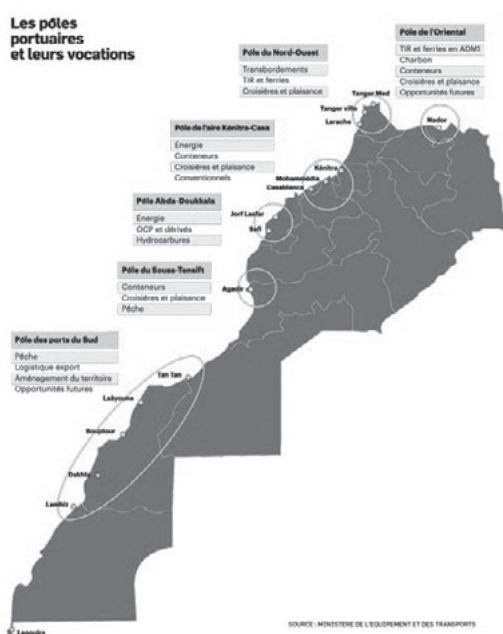 Les pôles
portuaires
et leurs vocations
Pôle du Nord-Ouest
Transbordements
TIR et ferries
Croisières et plaisance
Pôle de l'Oriental
TIR et ferries en ADM1
Charbon
Conteneurs
Croisières et plaisance
Opportunités futures
Tanger Med
Tanger ville
Larache
Nador
Pôle de l'aire Kénitra-Casa
Energie
Conteneurs
Croisières et plaisance
Conventionnels
Kénitra
Mohammédia
Casablanca
Pôle Abda-Doukkala
Energie
OCP et dérivés
Hydrocarbures
Jorf Lasfar
Safi
Pôle du Souss-Tensift
Conteneurs
Croisières et plaisance
Pêche
Agadir
Pôle des ports du Sud
Pêche
Logistique export
Aménagement du territoire
Opportunités futures
Tan Tan
Laâyoune
Boujdour
Dakhla
Lamhiz
Lagouira
SOURCE : MINISTERE DE L'EQUIPEMENT ET DES TRANSPORTS